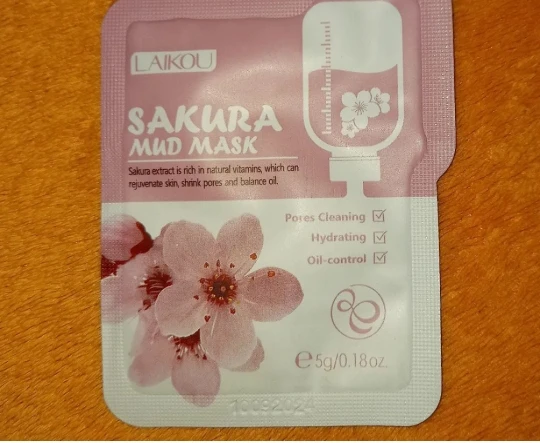 LAIKOU
SAKURA
MUD MASK
Sakura extract is rich in natural vitamins, which can
rejuvenate skin, shrink pores and balance oil.
Pores Cleaning
Hydrating
Oil-control
℮5g/0.18oz.